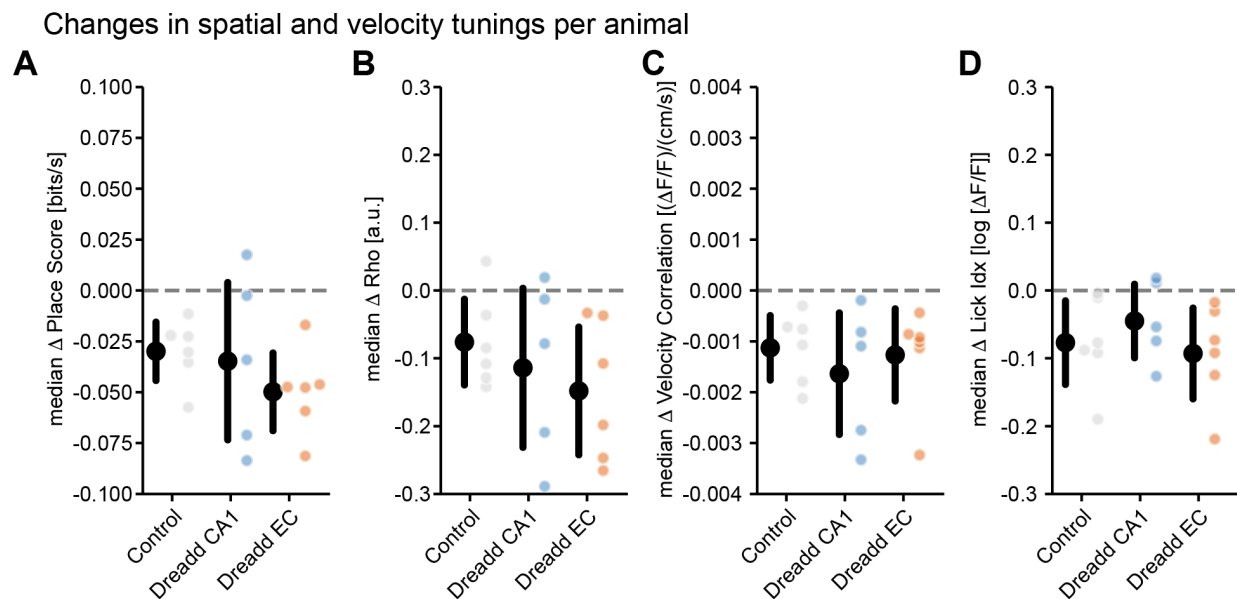 Changes in spatial and velocity tunings per animal
A
B
C
D
median Δ Place Score [bits/s]
0.100
0.075
0.050
0.025
0.000
-0.025
-0.050
-0.075
-0.100
Control
Dreadd CA1
Dreadd EC
median Δ Rho [a.u.]
0.3
0.2
0.1
0.0
-0.1
-0.2
-0.3
Control
Dreadd CA1
Dreadd EC
median Δ Velocity Correlation [(ΔF/F)/(cm/s)]
0.004
0.003
0.002
0.001
0.000
-0.001
-0.002
-0.003
-0.004
Control
Dreadd CA1
Dreadd EC
median Δ Lick Idx [log [ΔF/F]]
0.3
0.2
0.1
0.0
-0.1
-0.2
-0.3
Control
Dreadd CA1
Dreadd EC